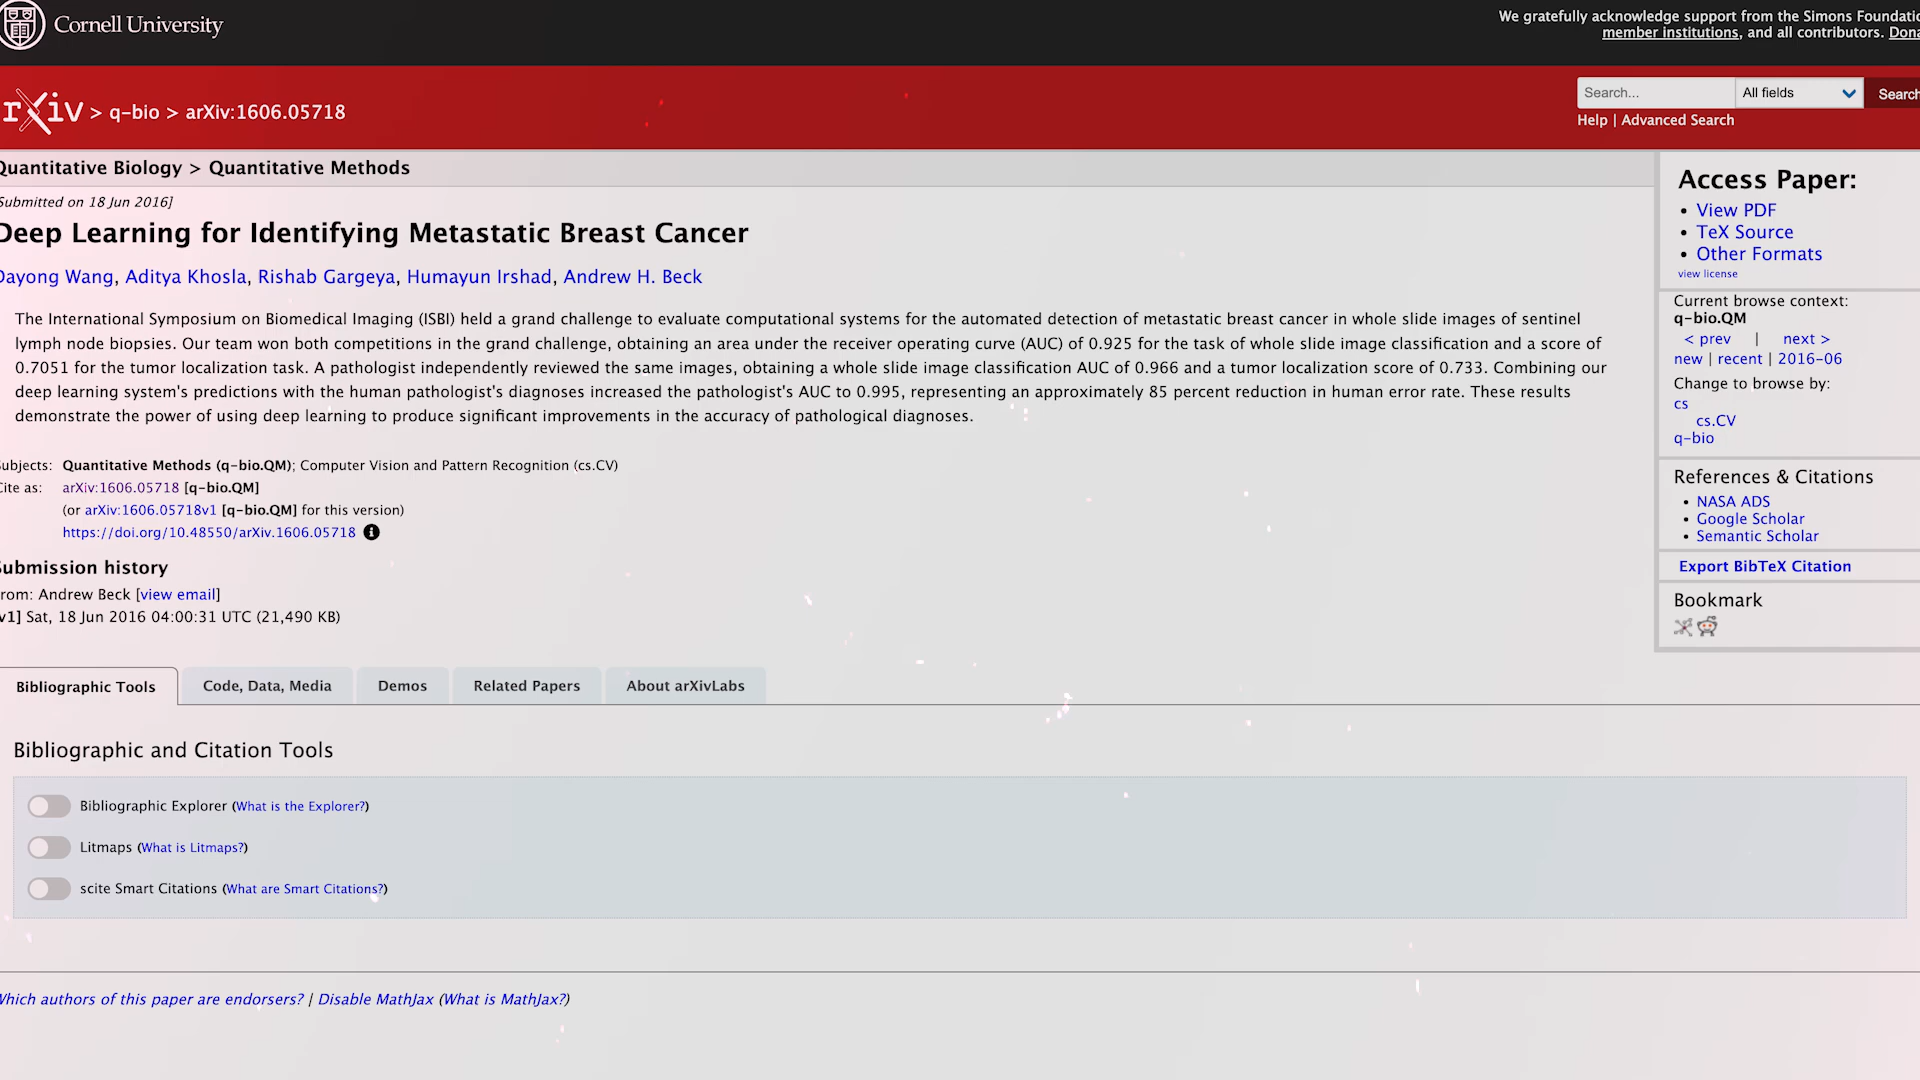 Cornell University
We gratefully acknowledge support from the Simons
member institutions, and all contributors.
> q-bio > arXiv:1606.05718
Search...
All fields
Search
Help | Advanced Search
Quantitative Biology > Quantitative Methods
[Submitted on 18 Jun 2016]
Deep Learning for Identifying Metastatic Breast Cancer
Dayong Wang, Aditya Khosla, Rishab Gargeya, Humayun Irshad, Andrew H. Beck
The International Symposium on Biomedical Imaging (ISBI) held a grand challenge to evaluate computational systems for the automated detection of metastatic breast cancer in whole slide images of sentinel
lymph node biopsies. Our team won both competitions in the grand challenge, obtaining an area under the receiver operating curve (AUC) of 0.925 for the task of whole slide image classification and a score of
0.7051 for the tumor localization task. A pathologist independently reviewed the same images, obtaining a whole slide image classification AUC of 0.966 and a tumor localization score of 0.733. Combining our
deep learning system's predictions with the human pathologist's diagnoses increased the pathologist's AUC to 0.995, representing an approximately 85 percent reduction in human error rate. These results
demonstrate the power of using deep learning to produce significant improvements in the accuracy of pathological diagnoses.
Subjects: Quantitative Methods (q-bio.QM); Computer Vision and Pattern Recognition (cs.CV)
Cite as: arXiv:1606.05718 [q-bio.QM]
(or arXiv:1606.05718v1 [q-bio.QM] for this version)
https://doi.org/10.48550/arXiv.1606.05718
Submission history
From: Andrew Beck [view email]
[v1] Sat, 18 Jun 2016 04:00:31 UTC (21,490 KB)
Access Paper:
View PDF
TeX Source
Other Formats
view license
Current browse context:
q-bio.QM
< prev | next >
new | recent | 2016-06
Change to browse by:
cs
cs.CV
q-bio
References & Citations
NASA ADS
Google Scholar
Semantic Scholar
Export BibTeX Citation
Bookmark
Bibliographic Tools
Code, Data, Media
Demos
Related Papers
About arXivLabs
Bibliographic and Citation Tools
Bibliographic Explorer (What is the Explorer?)
Litmaps (What is Litmaps?)
scite Smart Citations (What are Smart Citations?)
Which authors of this paper are endorsers? | Disable MathJax (What is MathJax?)